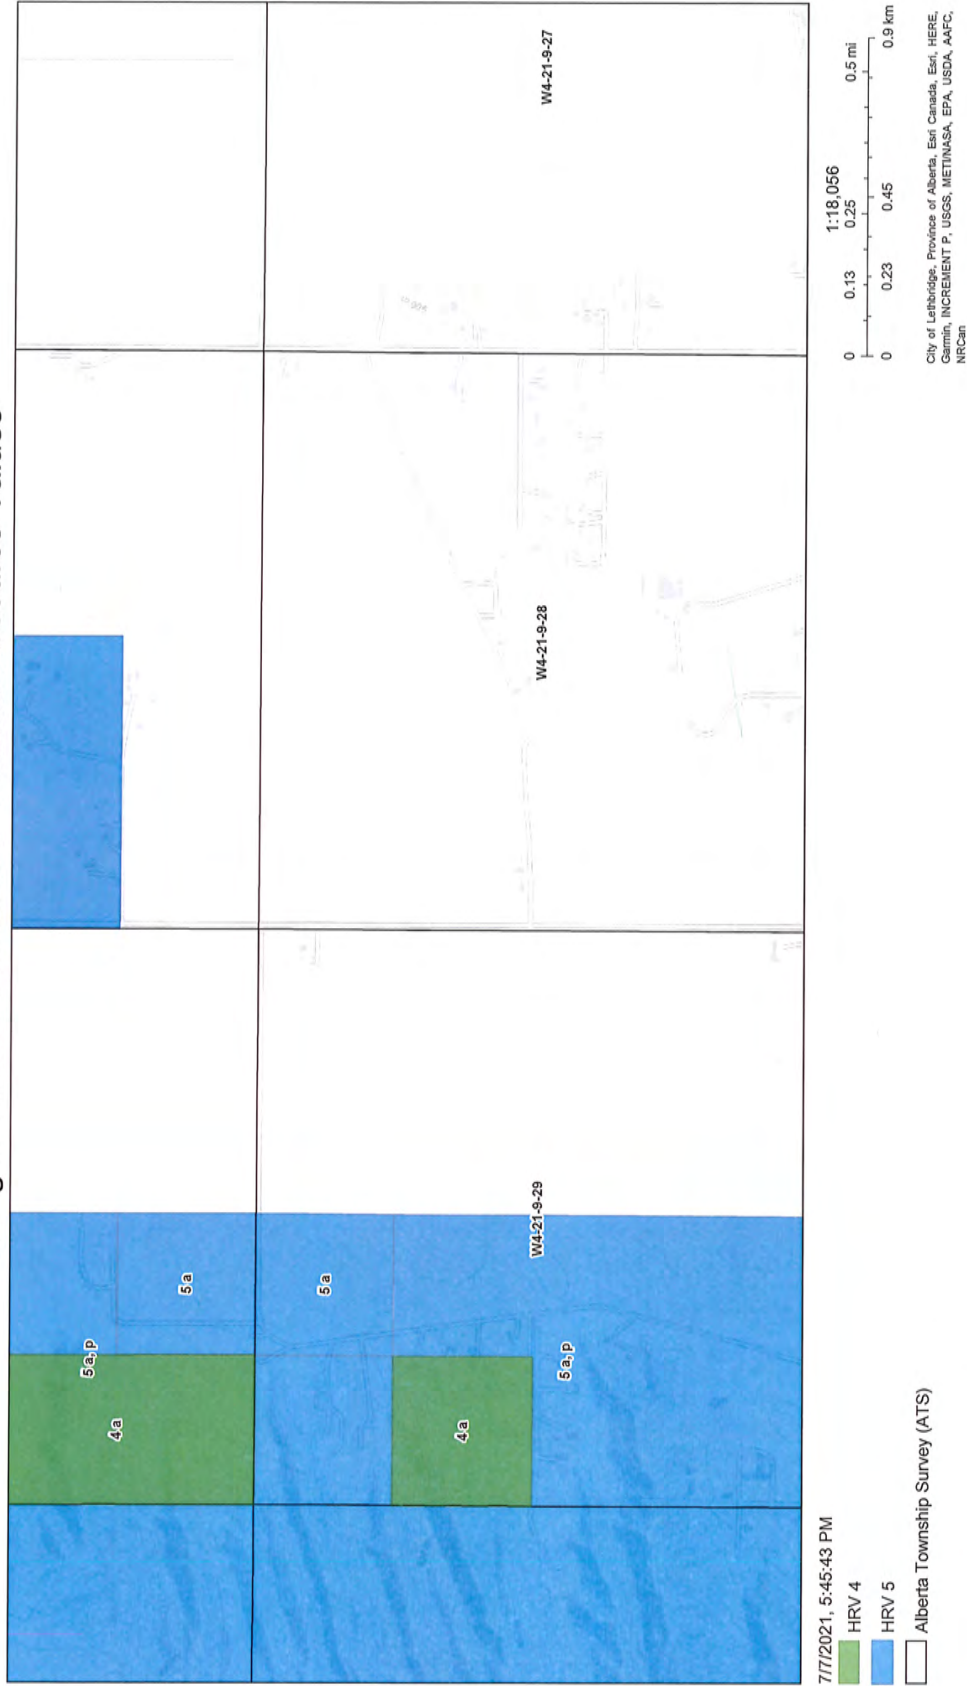 5 a, p
4 a
5 a
5 a
4 a
5 a, p
W4-21-9-29
W4-21-9-28
W4-21-9-27
7/7/2021, 5:45:43 PM
HRV 4
HRV 5
Alberta Township Survey (ATS)
1:18,056
0 0.13 0.25 0.5 mi
0 0.23 0.45 0.9 km
City of Lethbridge, Province of Alberta, Esri Canada, Esri, HERE,
Garmin, INCREMENT P, USGS, METI/NASA, EPA, USDA, AAFC,
NRCan